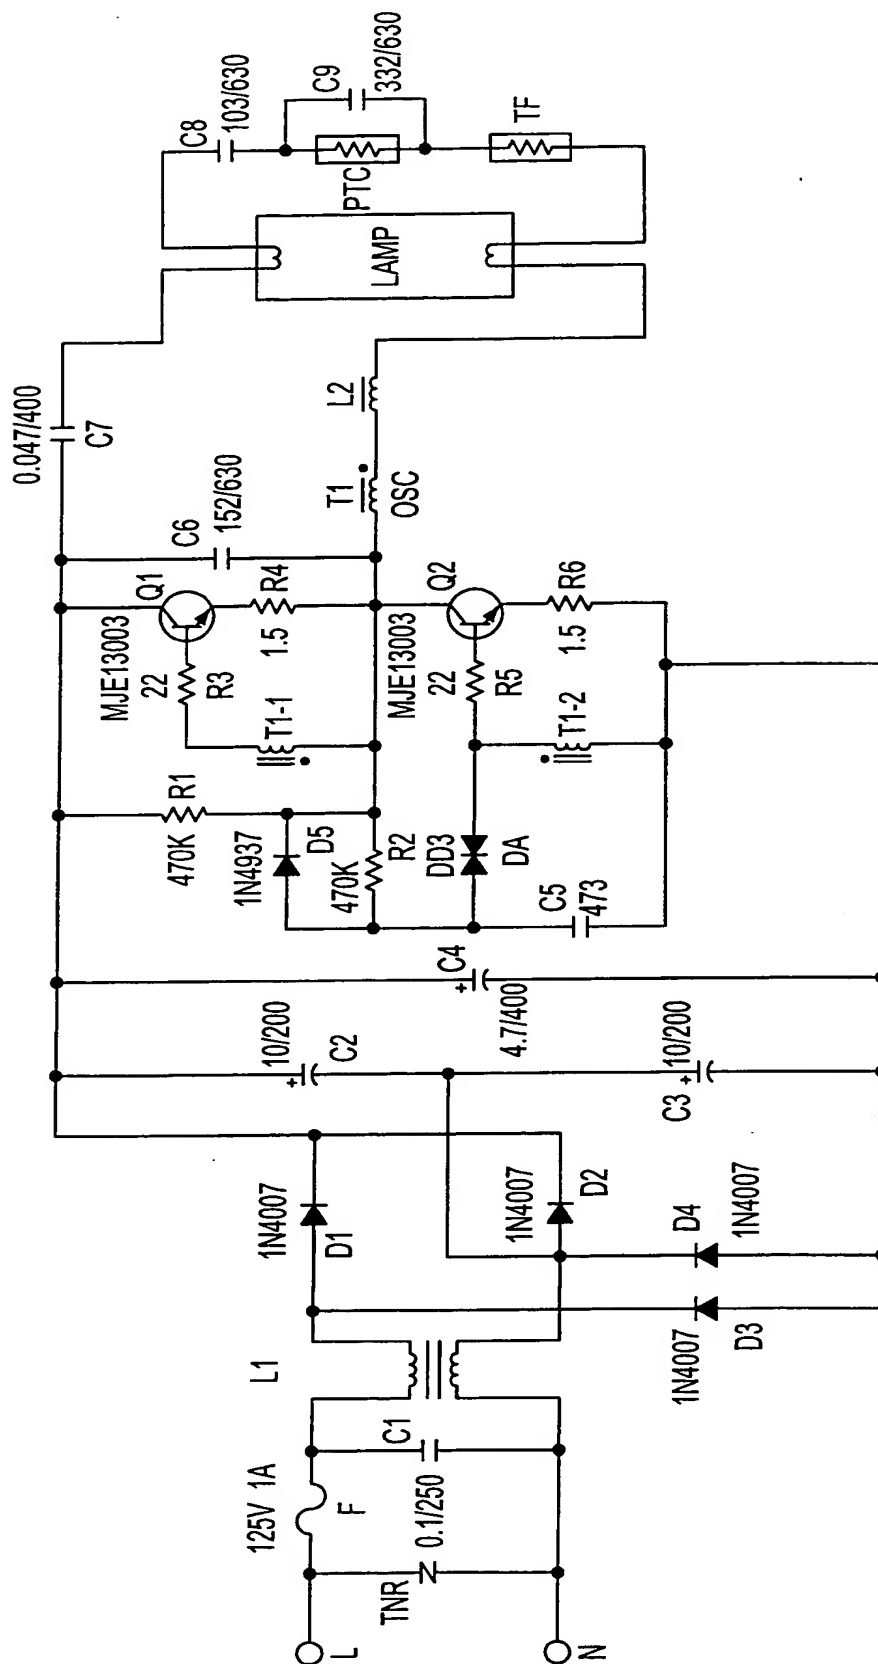 L
N
TNR
125V 1A
F
0.1/250
C1
L1
1N4007
D1
1N4007
D2
1N4007
D3
D4
1N4007
10/200
C2
C3
10/200
C4
4.7/400
470K
R1
1N4937
D5
470K
R2
DD3
DA
C5
473
MJE13003
22
R3
T1-1
Q1
1.5
R4
C6
152/630
MJE13003
22
R5
T1-2
Q2
1.5
R6
T1
OSC
L2
0.047/400
C7
LAMP
PTC
C8
103/630
C9
332/630
TF